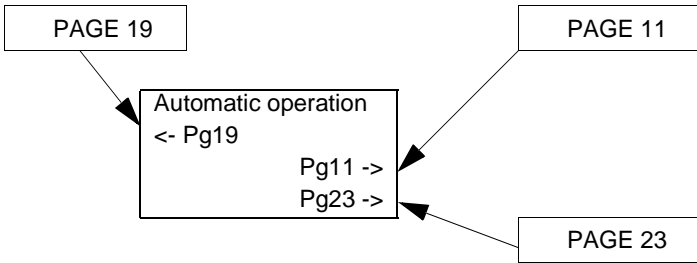 PAGE 19
PAGE 11
Automatic operation
<- Pg19
Pg11 ->
Pg23 ->
PAGE 23